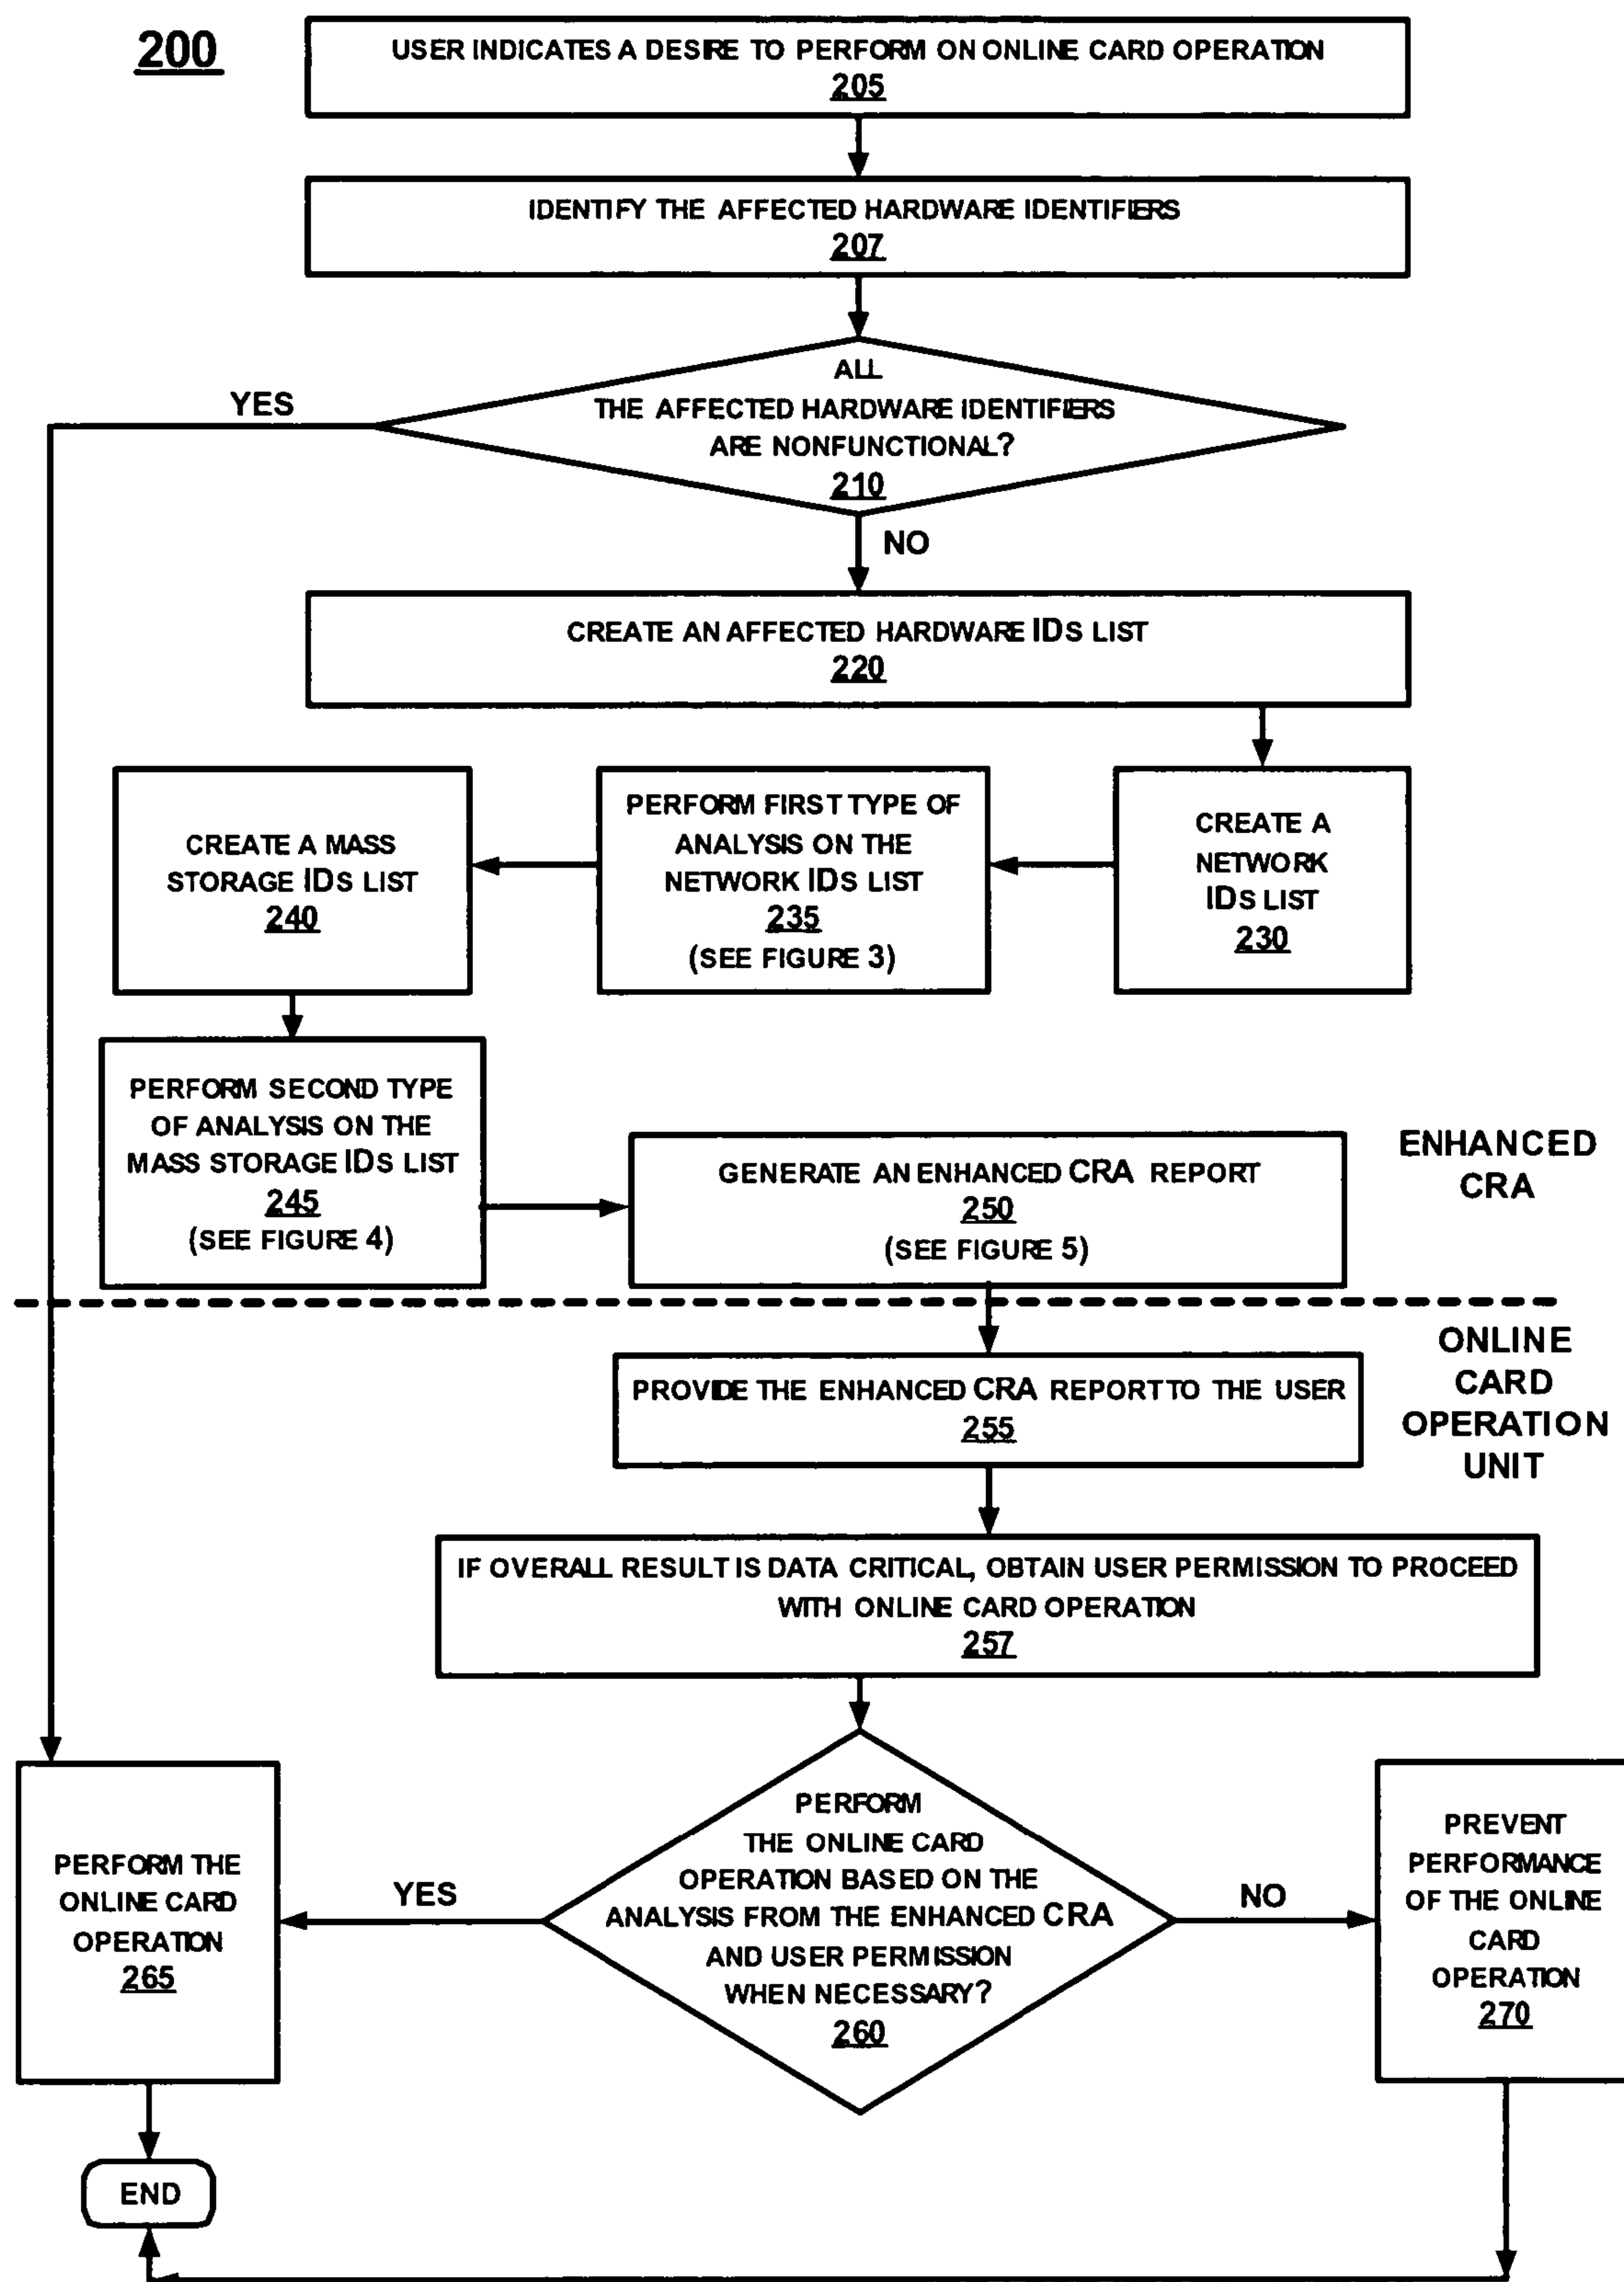 200
USER INDICATES A DESIRE TO PERFORM ON ONLINE CARD OPERATION
205
IDENTIFY THE AFFECTED HARDWARE IDENTIFIERS
207
ALL
THE AFFECTED HARDWARE IDENTIFIERS
ARE NONFUNCTIONAL?
210
YES
NO
CREATE AN AFFECTED HARDWARE IDS LIST
220
CREATE A
NETWORK
IDS LIST
230
PERFORM FIRST TYPE OF
ANALYSIS ON THE
NETWORK IDS LIST
235
(SEE FIGURE 3)
CREATE A MASS
STORAGE IDS LIST
240
PERFORM SECOND TYPE
OF ANALYSIS ON THE
MASS STORAGE IDS LIST
245
(SEE FIGURE 4)
GENERATE AN ENHANCED CRA REPORT
250
(SEE FIGURE 5)
ENHANCED
CRA
ONLINE
CARD
OPERATION
UNIT
PROVIDE THE ENHANCED CRA REPORT TO THE USER
255
IF OVERALL RESULT IS DATA CRITICAL, OBTAIN USER PERMISSION TO PROCEED
WITH ONLINE CARD OPERATION
257
PERFORM
THE ONLINE CARD
OPERATION BASED ON THE
ANALYSIS FROM THE ENHANCED CRA
AND USER PERMISSION
WHEN NECESSARY?
260
YES
NO
PERFORM THE
ONLINE CARD
OPERATION
265
PREVENT
PERFORMANCE
OF THE ONLINE
CARD
OPERATION
270
END